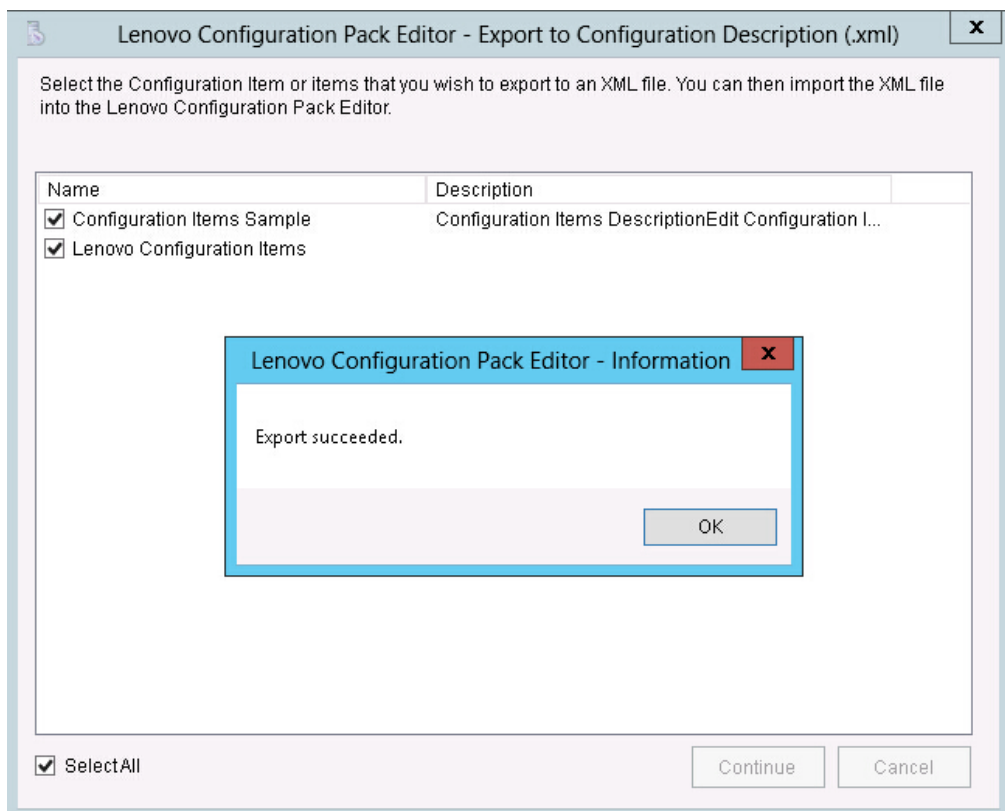 Lenovo Configuration Pack Editor - Export to Configuration Description (.xml)
x
Select the Configuration Item or items that you wish to export to an XML file. You can then import the XML file
into the Lenovo Configuration Pack Editor.
Name Description
Configuration Items Sample Configuration Items DescriptionEdit Configuration I...
Lenovo Configuration Items
Lenovo Configuration Pack Editor - Information
x
Export succeeded.
OK
Select All
Continue Cancel